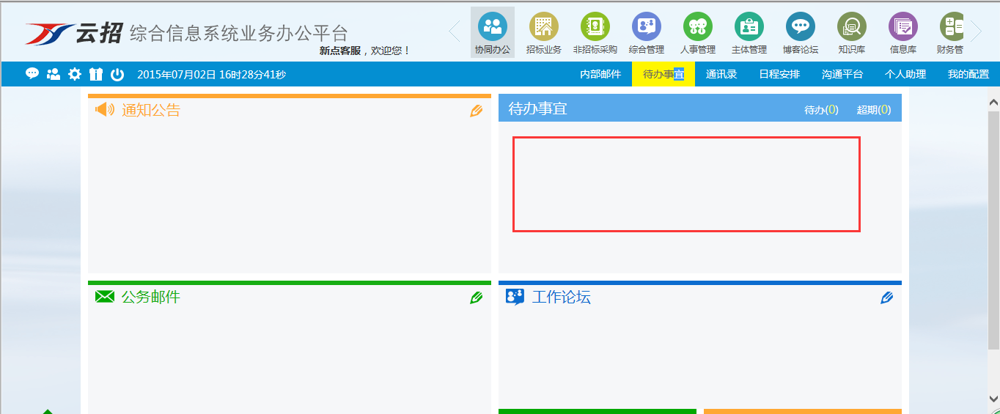 云招 综合信息系统业务办公平台
新点客服，欢迎您！
协同办公 招标业务 非招标采购 综合管理 人事管理 主体管理 博客论坛 知识库 信息库 财务管
2015年07月02日 16时28分41秒
内部邮件 待办事宜 通讯录 日程安排 沟通平台 个人助理 我的配置
通知公告
待办事宜 待办(0) 超期(0)
公务邮件
工作论坛